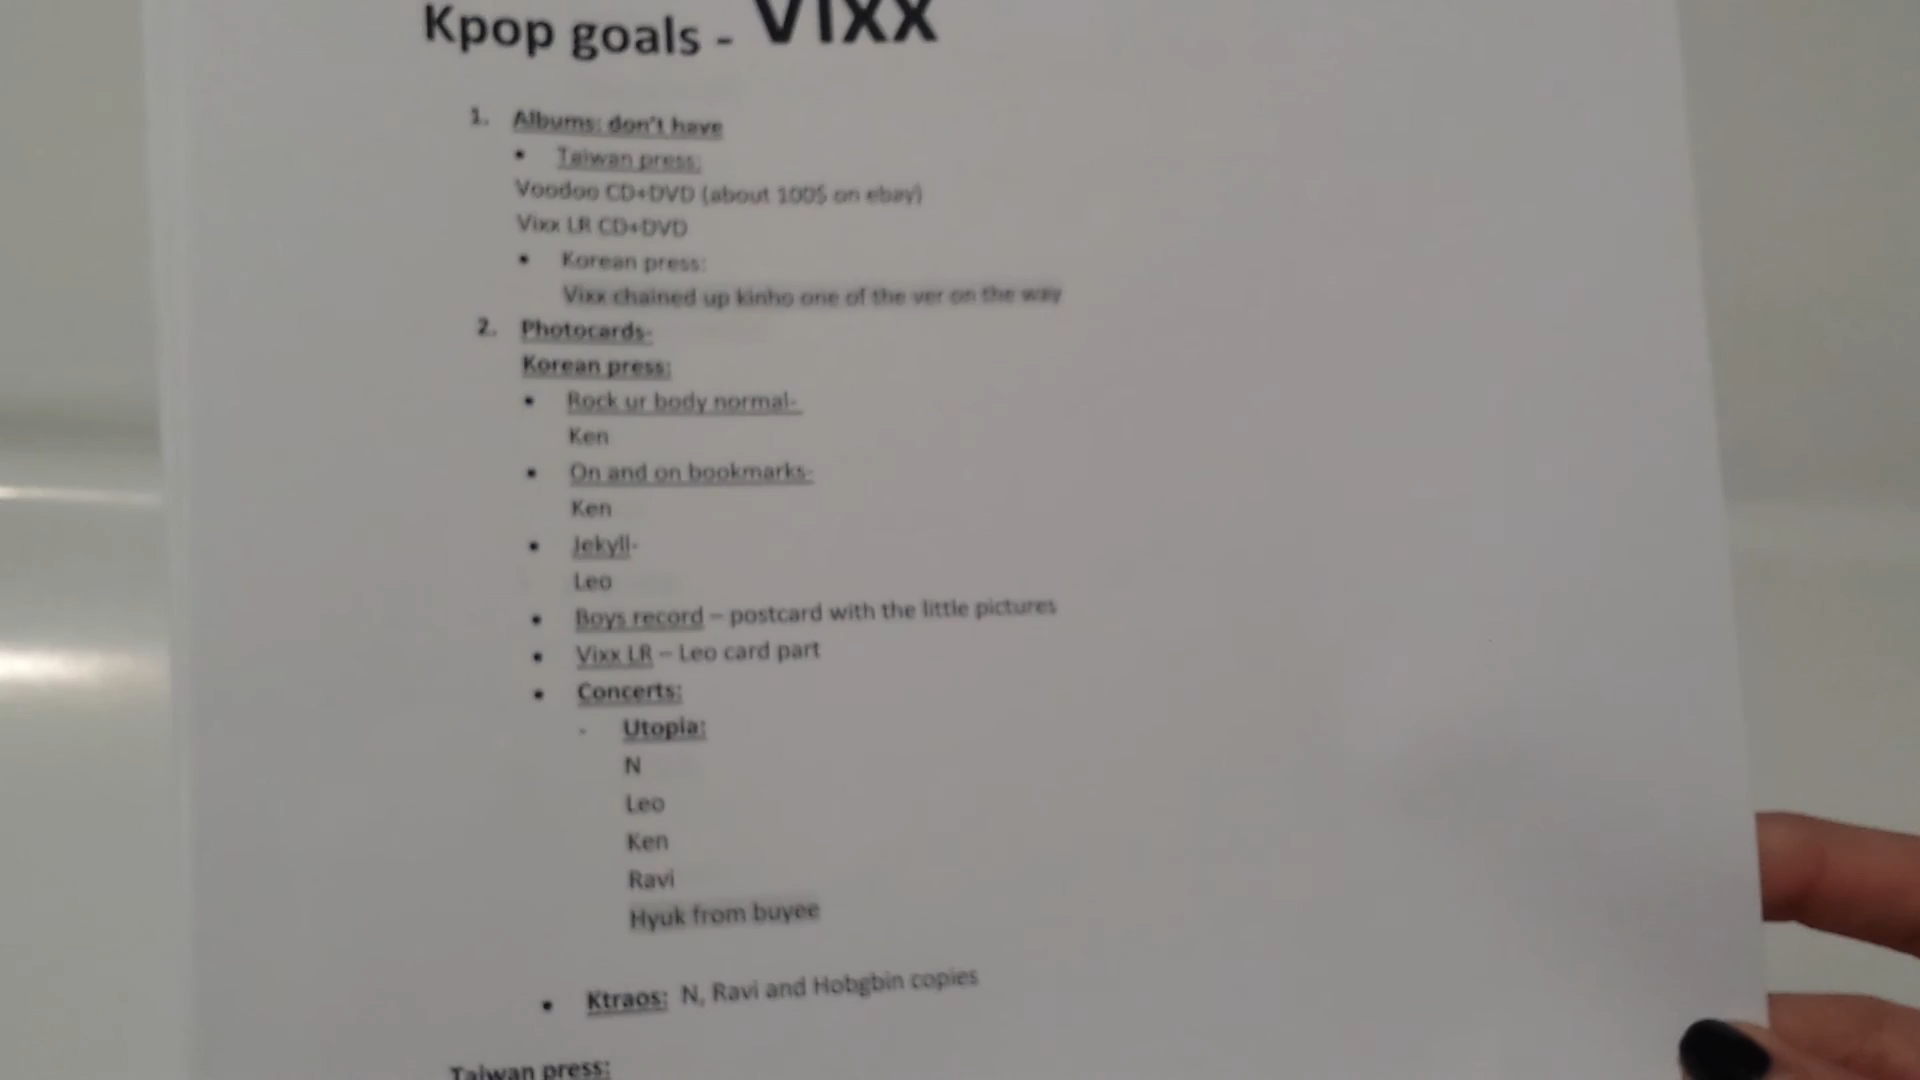 Kpop goals - VIXX
1. Albums: don't have
• Taiwan press:
Voodoo CD+DVD (about 100$ on ebay)
Vixx LR CD+DVD
• Korean press:
Vixx chained up kinho one of the ver on the way
2. Photocards-
Korean press:
• Rock ur body normal-
Ken
• On and on bookmarks-
Ken
• Jekyll-
Leo
• Boys record – postcard with the little pictures
• Vixx LR – Leo card part
• Concerts:
- Utopia:
N
Leo
Ken
Ravi
Hyuk from buyee
• Ktraos: N, Ravi and Hobgbin copies
Taiwan press: